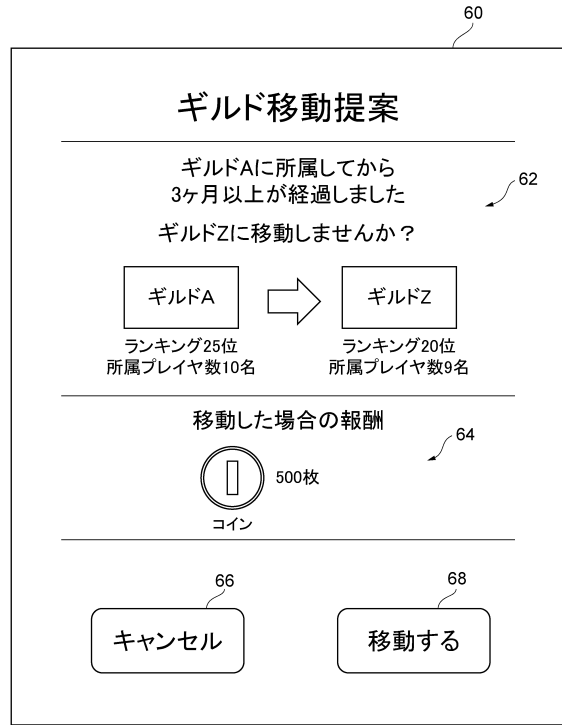 60
ギルド移動提案
ギルドAに所属してから
3ヶ月以上が経過しました
62
ギルドZに移動しませんか？
ギルドA
ギルドZ
ランキング25位
所属プレイヤ数10名
ランキング20位
所属プレイヤ数9名
移動した場合の報酬
64
500枚
コイン
66
68
キャンセル
移動する